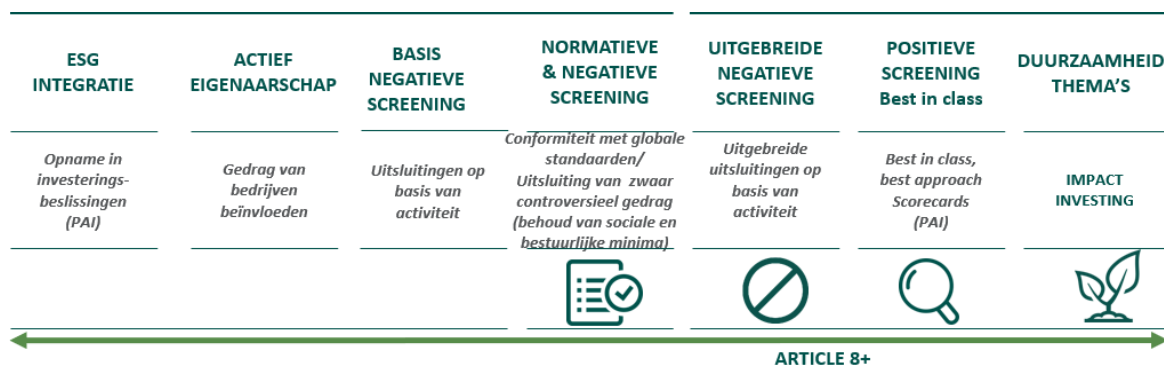 ESG
INTEGRATIE
ACTIEF
EIGENAARSCHAP
BASIS
NEGATIEVE
SCREENING
NORMATIEVE
& NEGATIEVE
SCREENING
UITGEBREIDE
NEGATIEVE
SCREENING
POSITIEVE
SCREENING
Best in class
DUURZAAMHEID
THEMA'S
Opname in
investerings-
beslissingen
(PAI)
Gedrag van
bedrijven
beïnvloeden
Uitsluitingen op
basis van
activiteit
Conformiteit met globale
standaarden/
Uitsluiting van zwaar
controversieel gedrag
(behoud van sociale en
bestuurlijke minima)
Uitgebreide
uitsluitingen op
basis van
activiteit
Best in class,
best approach
Scorecards
(PAI)
IMPACT
INVESTING
ARTICLE 8+